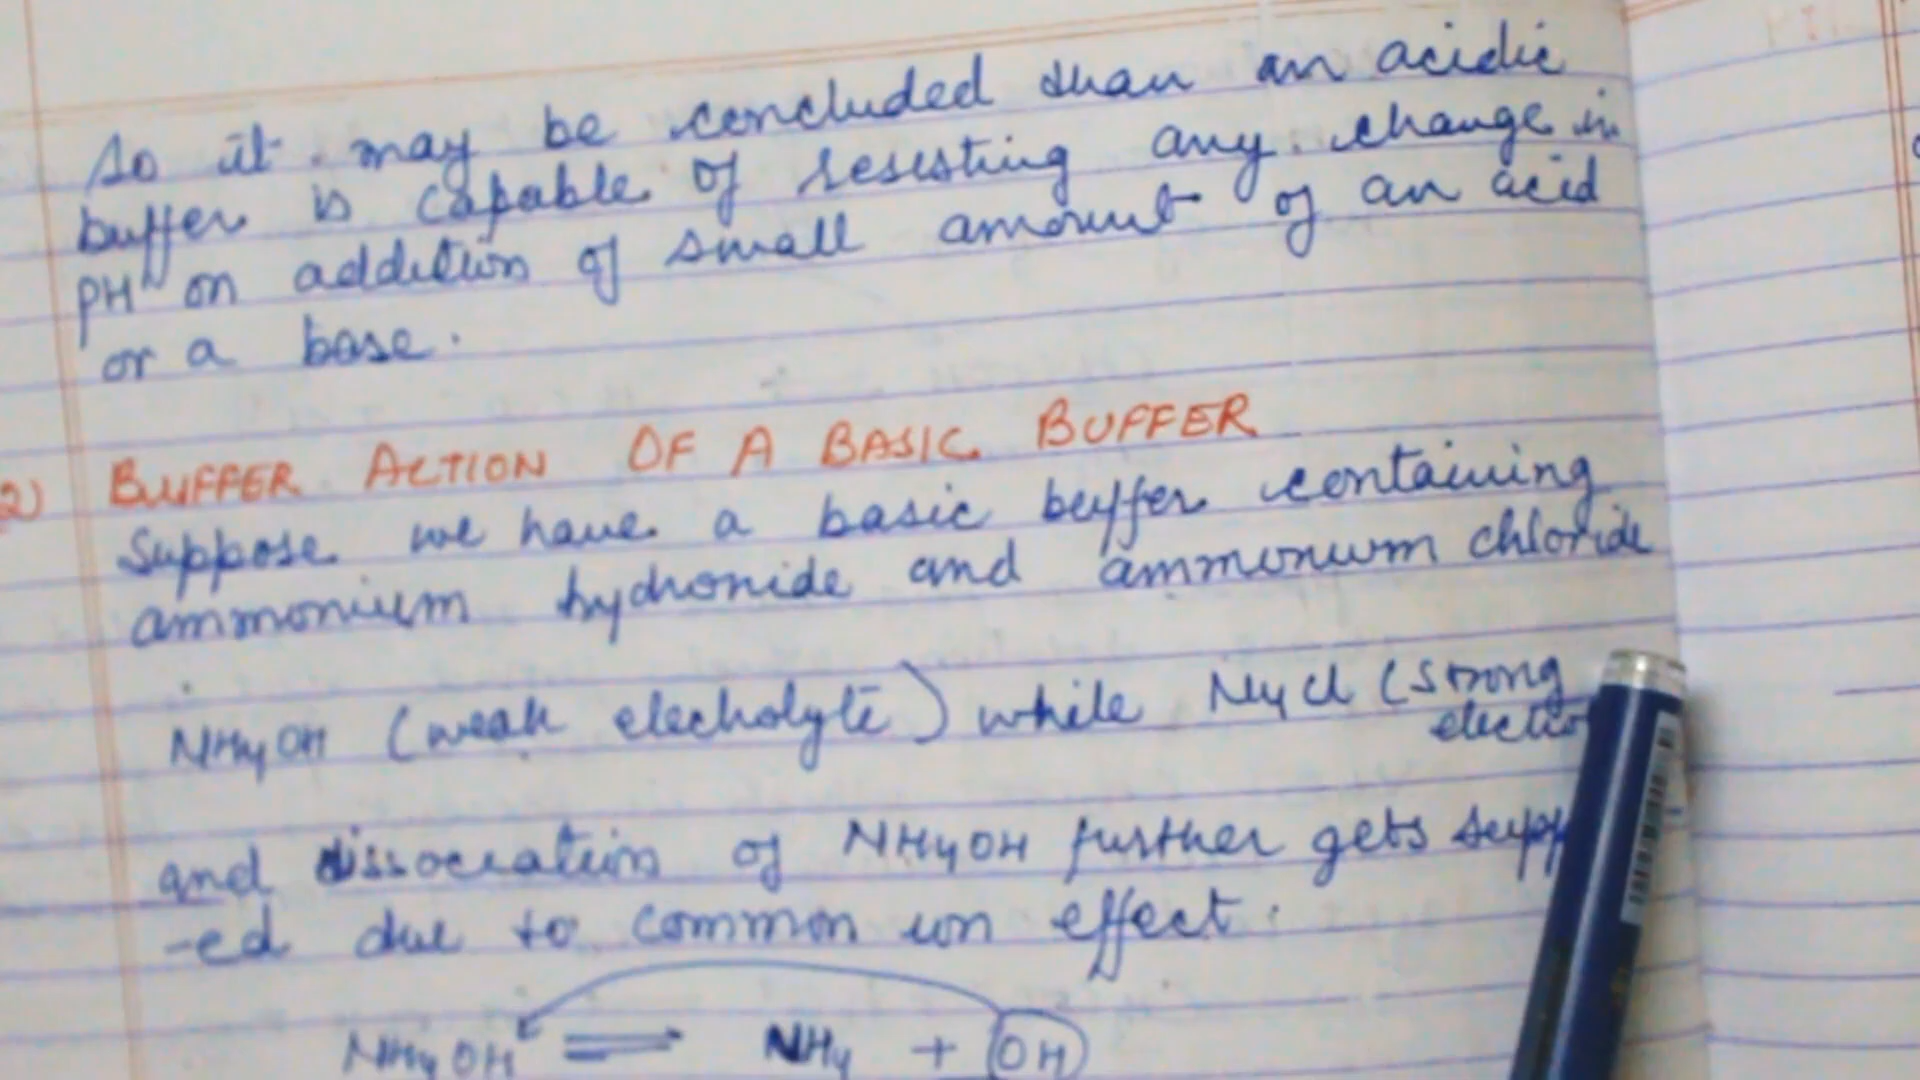 So it may be concluded than an acidic
buffer is capable of resisting any change in
PH on addition of small amount of an acid
or a base.
2) BUFFER ACTION OF A BASIC BUFFER
Suppose we have a basic buffer containing
ammonium hydroxide and ammonium chloride
NH4OH (weak electrolyte) while NH4Cl (strong
electro
and dissociation of NH4OH further gets supp
-ed due to common ion effect.
NH4OH ⇌ NH4 + OH